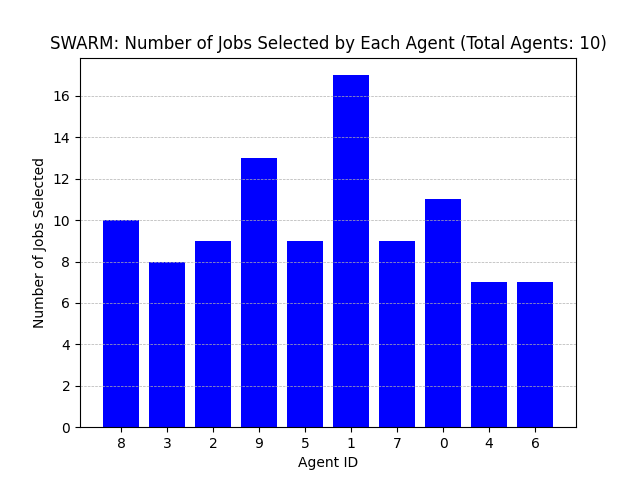 SWARM: Number of Jobs Selected by Each Agent (Total Agents: 10)
Number of Jobs Selected
16
14
12
10
8
6
4
2
0
8 3 2 9 5 1 7 0 4 6
Agent ID